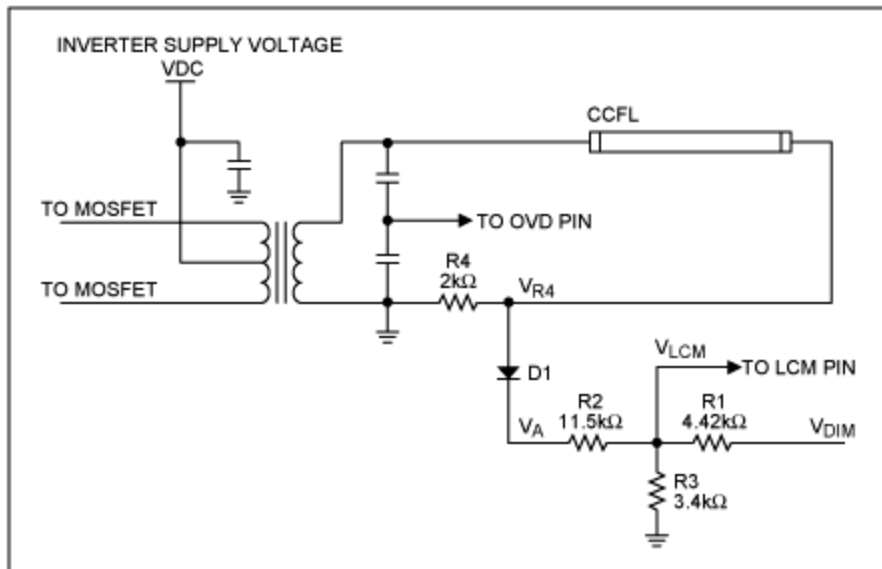 INVERTER SUPPLY VOLTAGE
VDC
CCFL
TO MOSFET
TO OVD PIN
R4
2kΩ
VR4
TO MOSFET
VLCM
TO LCM PIN
D1
R2
11.5kΩ
R1
4.42kΩ
VA
VDIM
R3
3.4kΩ